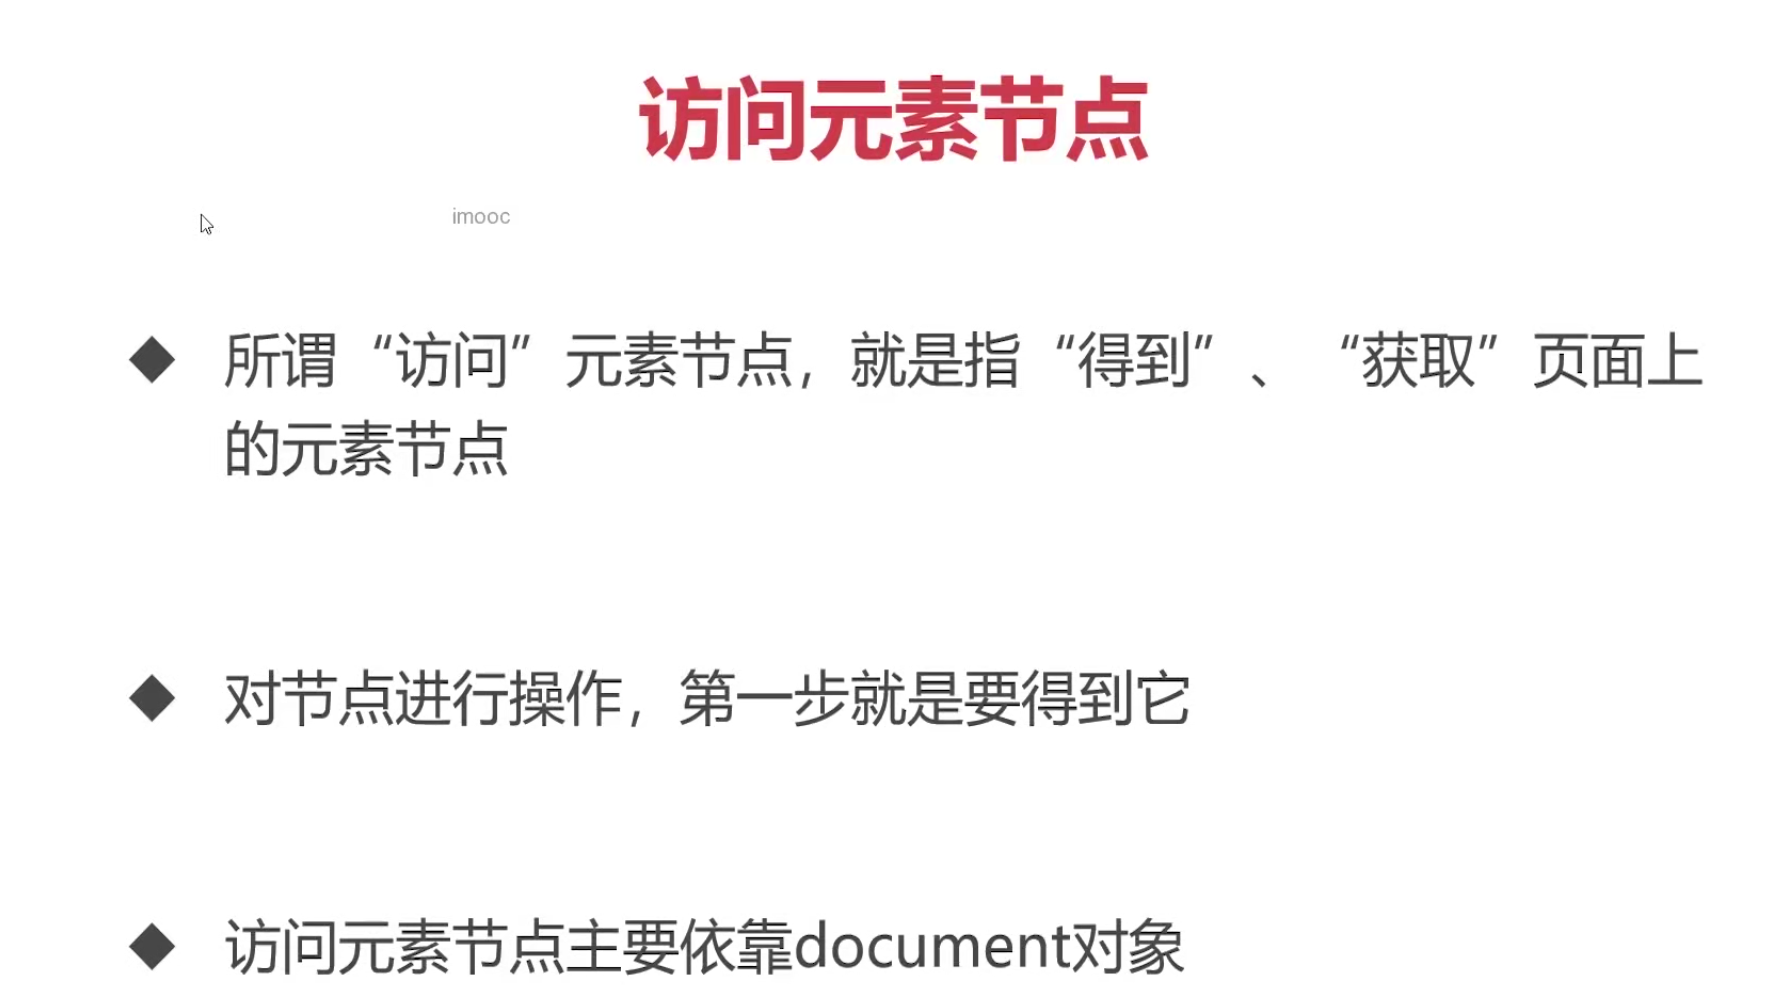 访问元素节点
imooc
所谓“访问”元素节点，就是指“得到”、“获取”页面上
的元素节点
对节点进行操作，第一步就是要得到它
访问元素节点主要依靠document对象